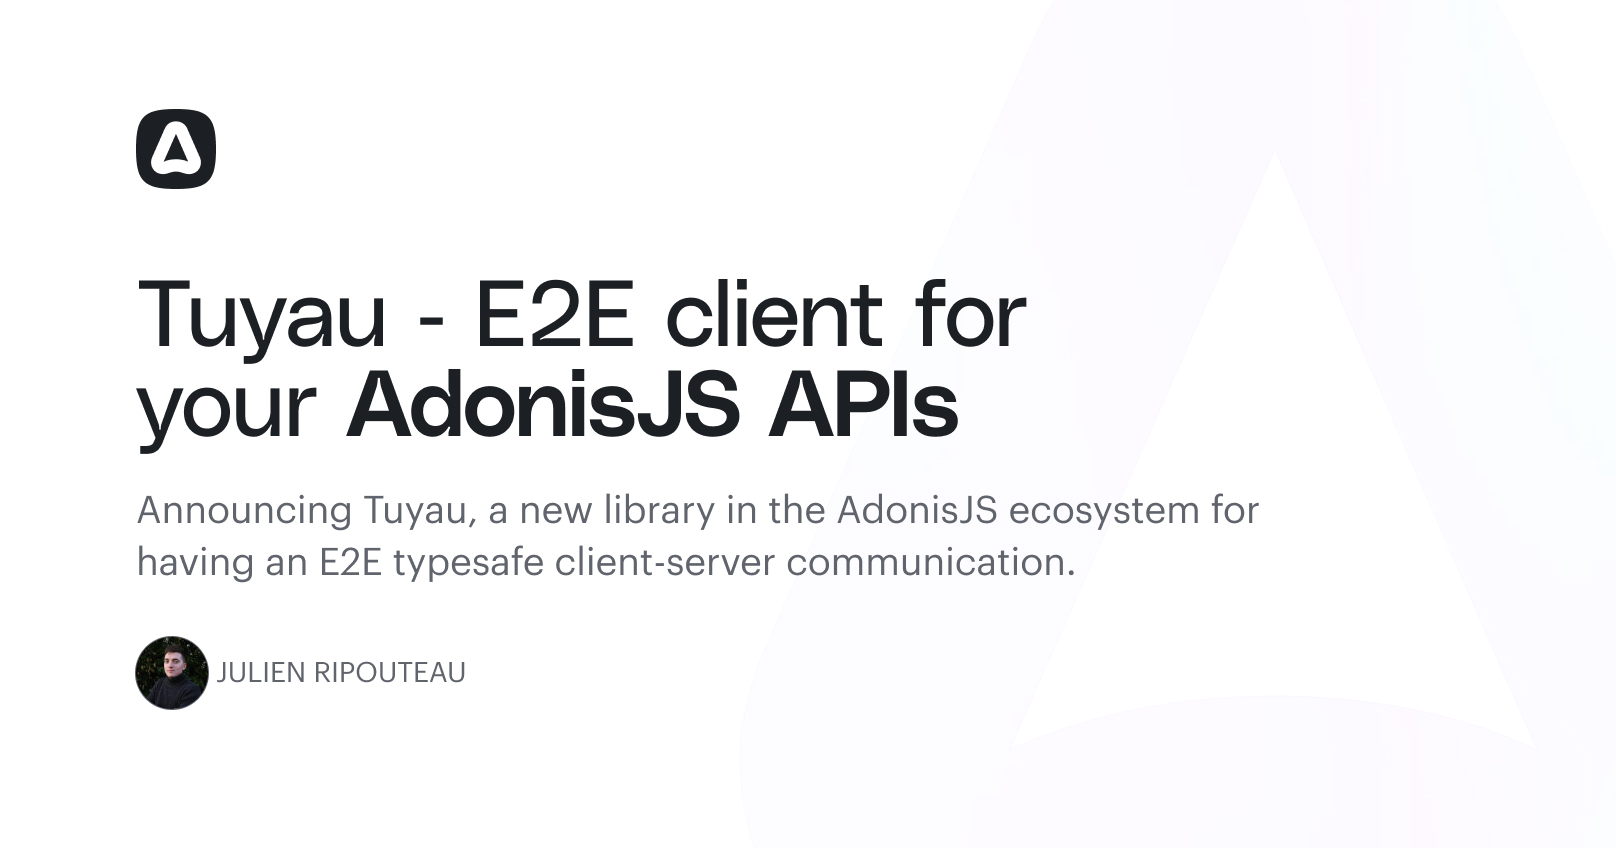 Tuyau - E2E client for
your AdonisJS APIs
Announcing Tuyau, a new library in the AdonisJS ecosystem for
having an E2E typesafe client-server communication.
JULIEN RIPOUTEAU